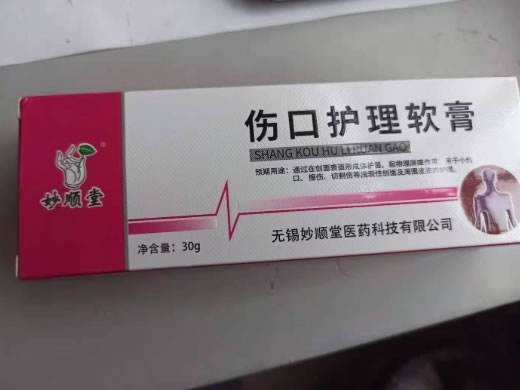 伤口护理软膏
SHANG KOU HU LI RUAN GAO
预期用途：通过在创面表面形成保护层，起物理屏障作用，用于小创
口、擦伤、切割伤等浅表性创面及周围皮肤的护理。
妙顺堂
净含量：30g
无锡妙顺堂医药科技有限公司